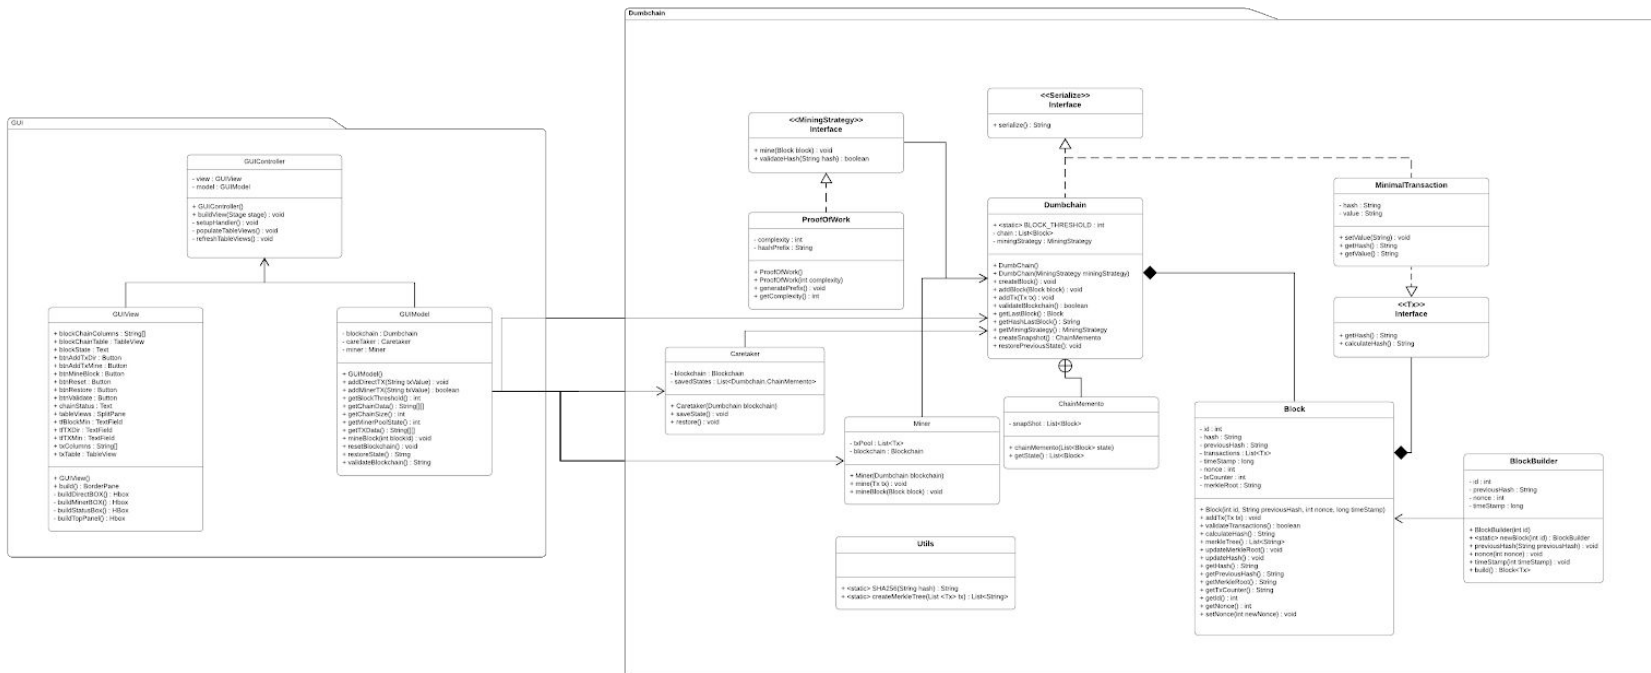 GUI
GUIController
- view : GUIView
- model : GUIModel
+ GUIController()
+ buildView(Stage stage) : void
- setupHandler() : void
- populateTableViews() : void
- refreshTableViews() : void
GUIView
+ blockChainColumns : String[]
+ blockChainTable : TableView
+ blockState : Text
+ btnAddTxDir : Button
+ btnAddTxMine : Button
+ btnMineBlock : Button
+ btnReset : Button
+ btnRestore : Button
+ btnValidate : Button
+ chainStatus : Text
+ tableViews : SplitPane
+ tfBlockMin : TextField
+ tfTXDir : TextField
+ tfTXMin : TextField
+ txColumns : String[]
+ txTable : TableView
+ GUIView()
+ build() : BorderPane
- buildDirectBOX() : Hbox
- buildMinerBOX() : HBox
- buildStatusBox() : HBox
- buildTopPanel() : Hbox
GUIModel
- blockchain : Dumbchain
- careTaker : Caretaker
- miner : Miner
+ GUIModel()
+ addDirectTX(String txValue) : void
+ addMinerTX(String txValue) : boolean
+ getBlockThreshold() : int
+ getChainData() : String[][]
+ getChainSize() : int
+ getMinerPoolState() : int
+ getTXData() : String[][]
+ mineBlock(int blockId) : void
+ resetBlockchain() : void
+ restoreState() : String
+ validateBlockchain() : String
Dumbchain
<<MiningStrategy>>
Interface
+ mine(Block block) : void
+ validateHash(String hash) : boolean
ProofOfWork
- complexity : int
- hashPrefix : String
+ ProofOfWork()
+ ProofOfWork(int complexity)
+ generatePrefix() : void
+ getComplexity() : int
<<Serialize>>
Interface
+ serialize() : String
Dumbchain
+ <static> BLOCK_THRESHOLD : int
- chain : List<Block>
- miningStrategy : MiningStrategy
+ DumbChain()
+ DumbChain(MiningStrategy miningStrategy)
+ createBlock() : void
+ addBlock(Block block) : void
+ addTx(Tx tx) : void
+ validateBlockchain() : boolean
+ getLastBlock() : Block
+ getHashLastBlock() : String
+ getMiningStrategy() : MiningStrategy
+ createSnapshot() : ChainMemento
+ restorePreviousState: void
MinimalTransaction
- hash : String
- value : String
+ setValue(String) : void
+ getHash() : String
+ getValue() : String
<<Tx>>
Interface
+ getHash() : String
+ calculateHash() : String
Caretaker
- blockchain : Blockchain
- savedStates : List<Dumbchain.ChainMemento>
+ Caretaker(Dumbchain blockchain)
+ saveState() : void
+ restore() : void
ChainMemento
- snapShot : List<Block>
+ chainMemento(List<Block> state)
+ getState() : List<Block>
Miner
- txPool : List<Tx>
- blockchain : Blockchain
+ Miner(Dumbchain blockchain)
+ mine(Tx tx) : void
+ mineBlock(Block block) : void
Block
- id : int
- hash : String
- previousHash : String
- transactions : List<Tx>
- timeStamp : long
- nonce : int
- txCounter : int
- merkleRoot : String
+ Block(int id, String previousHash, int nonce, long timeStamp)
+ addTx(Tx tx) : void
+ validateTransactions() : boolean
+ calculateHash() : String
+ merkleTree() : List<String>
+ updateMerkleRoot() : void
+ updateHash() : void
+ getHash() : String
+ getPreviousHash() : String
+ getMerkleRoot() : String
+ getTxCounter() : String
+ getId() : int
+ getNonce() : int
+ setNonce(int newNonce) : void
BlockBuilder
- id : int
- previousHash : String
- nonce : int
- timeStamp : long
+ BlockBuilder(int id)
+ <static> newBlock(int id) : BlockBuilder
+ previousHash(String previousHash) : void
+ nonce(int nonce) : void
+ timeStamp(int timeStamp) : void
+ build() : Block<Tx>
Utils
+ <static> SHA256(String hash) : String
+ <static> createMerkleTree(List <Tx> tx) : List<String>